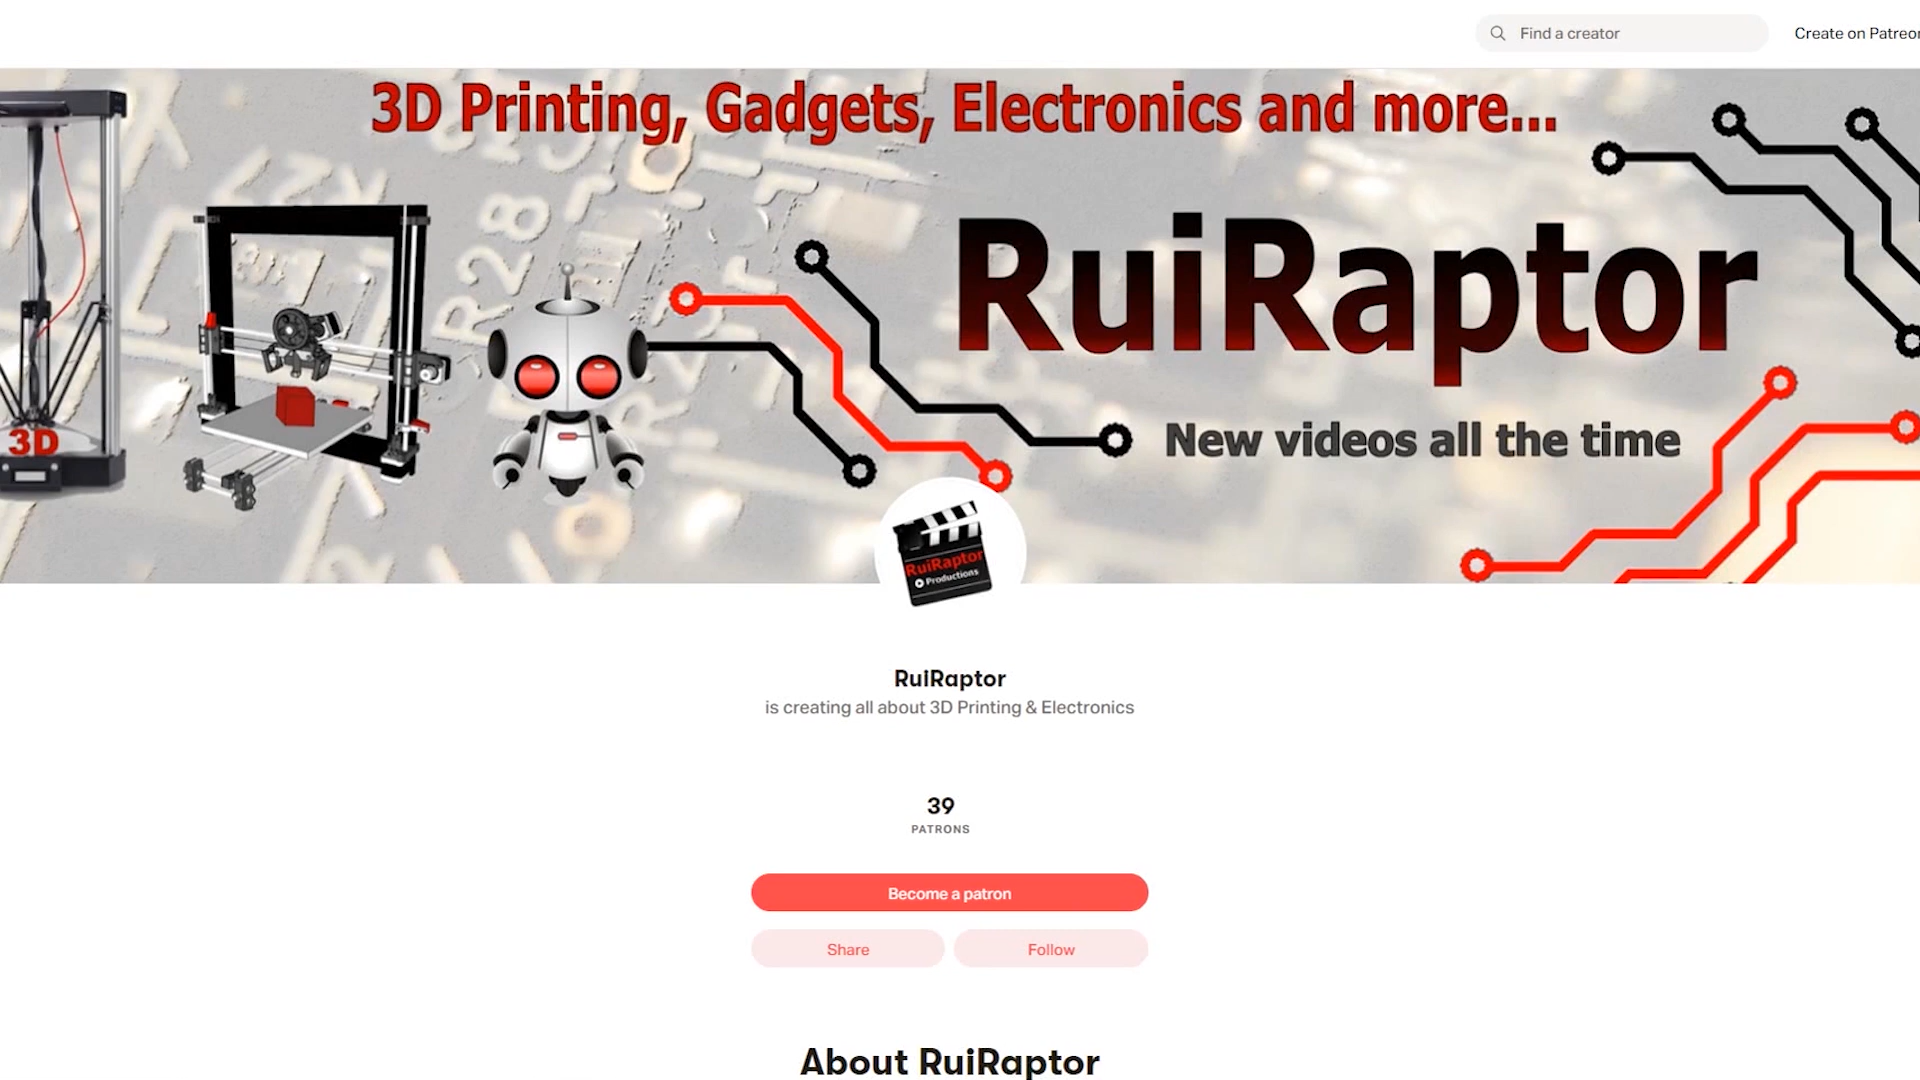 Find a creator
Create on Patreon
3D Printing, Gadgets, Electronics and more...
R28
RuiRaptor
New videos all the time
3D
RuiRaptor
Productions
RuiRaptor
is creating all about 3D Printing & Electronics
39
PATRONS
Become a patron
Share
Follow
About RuiRaptor